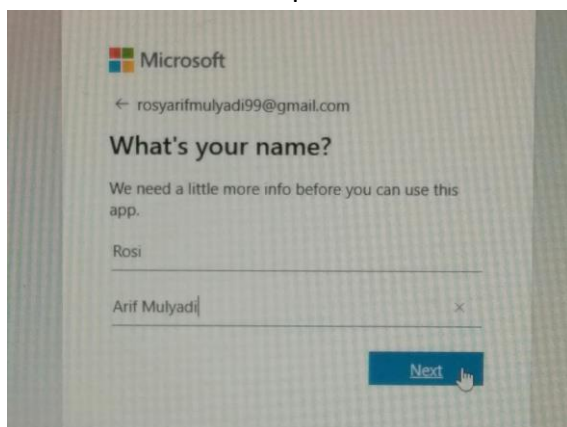 Microsoft
← rosyarifmulyadi99@gmail.com
What's your name?
We need a little more info before you can use this
app.
Rosi
Arif Mulyadi
Next